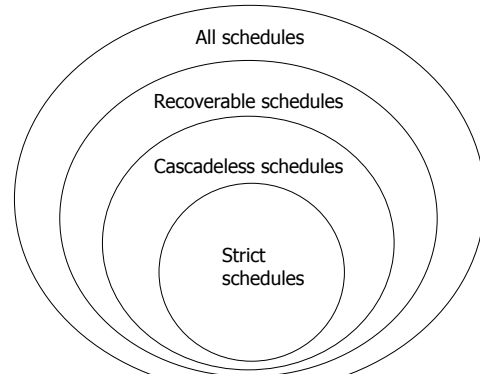 All schedules
Recoverable schedules
Cascadeless schedules
Strict
schedules